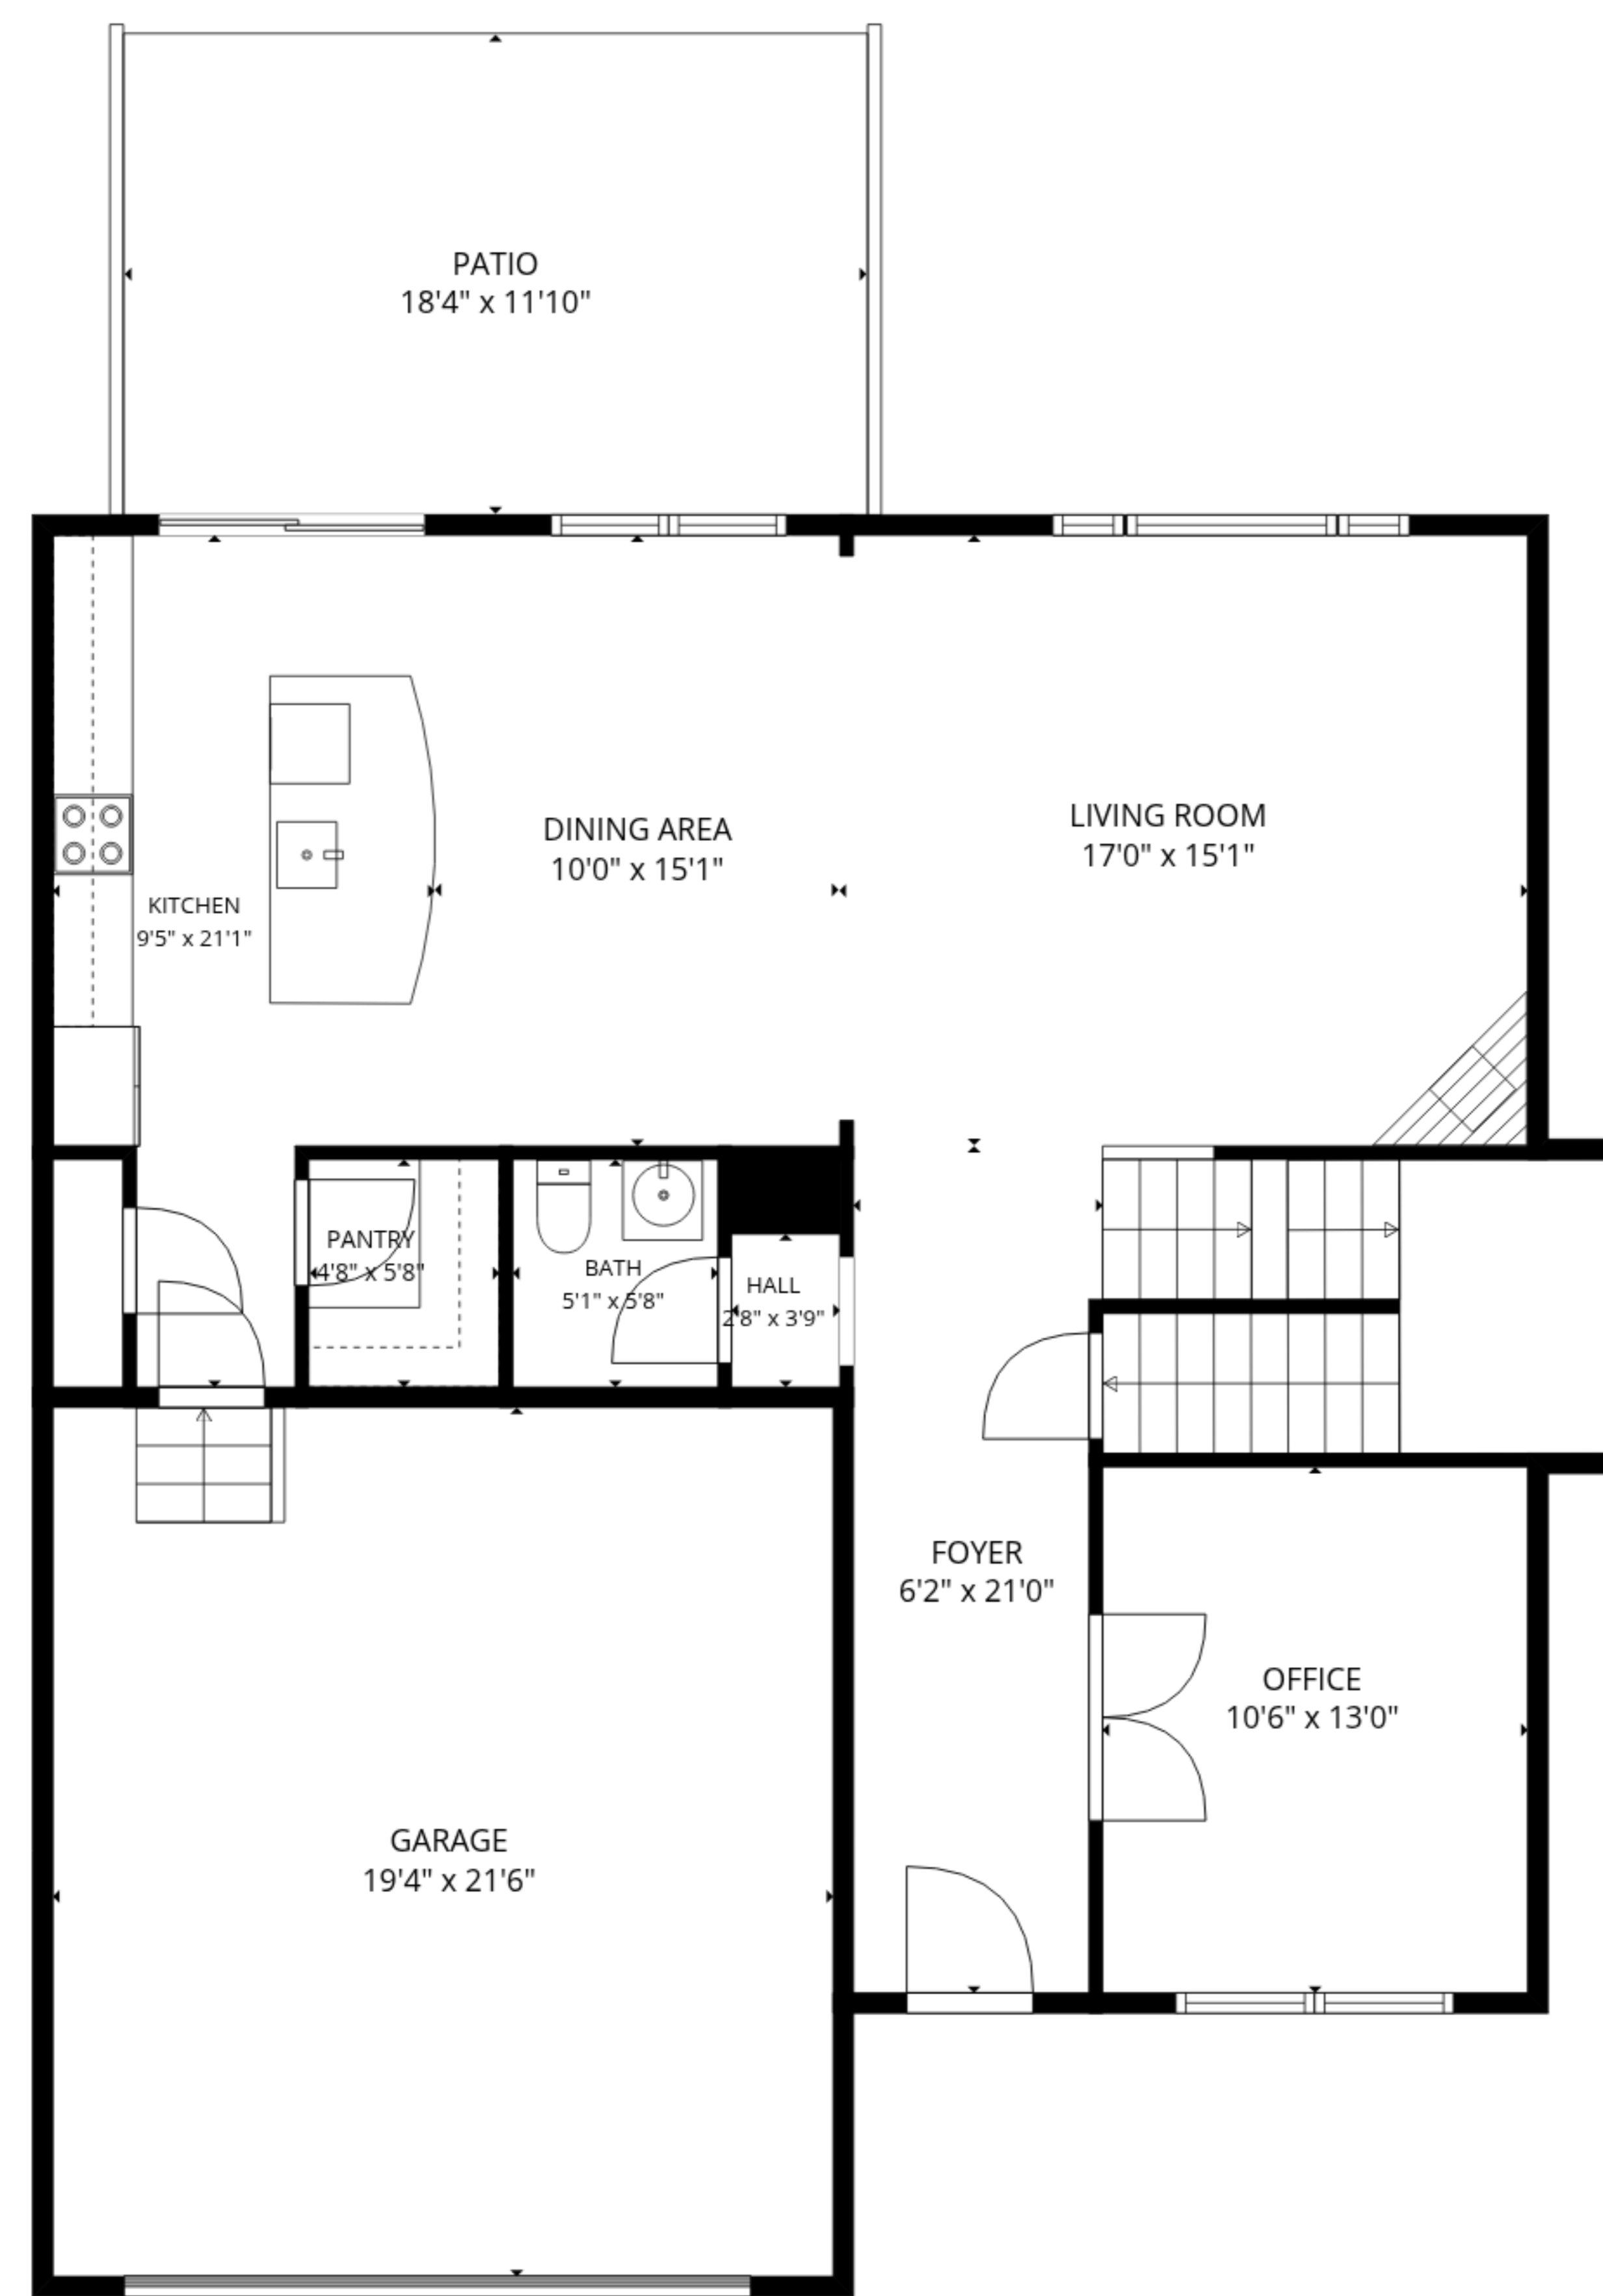 PATIO
18'4" x 11'10"
DINING AREA
10'0" x 15'1"
LIVING ROOM
17'0" x 15'1"
KITCHEN
9'5" x 21'1"
PANTRY
4'8" x 5'8"
BATH
5'1" x 5'8"
HALL
2'8" x 3'9"
FOYER
6'2" x 21'0"
OFFICE
10'6" x 13'0"
GARAGE
19'4" x 21'6"